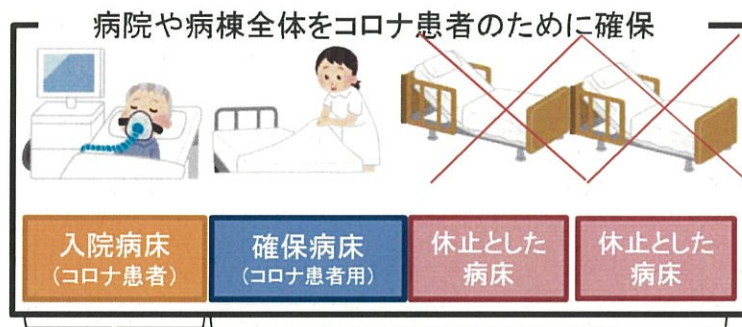 病院や病棟全体をコロナ患者のために確保
入院病床
(コロナ患者)
確保病床
(コロナ患者用)
休止とした
病床
休止とした
病床